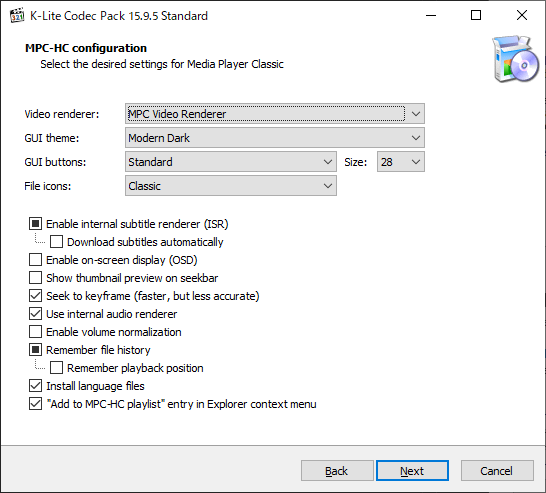 K-Lite Codec Pack 15.9.5 Standard
MPC-HC configuration
Select the desired settings for Media Player Classic
Video renderer: MPC Video Renderer
GUI theme: Modern Dark
GUI buttons: Standard Size: 28
File icons: Classic
Enable internal subtitle renderer (ISR)
Download subtitles automatically
Enable on-screen display (OSD)
Show thumbnail preview on seekbar
Seek to keyframe (faster, but less accurate)
Use internal audio renderer
Enable volume normalization
Remember file history
Remember playback position
Install language files
"Add to MPC-HC playlist" entry in Explorer context menu
Back Next Cancel